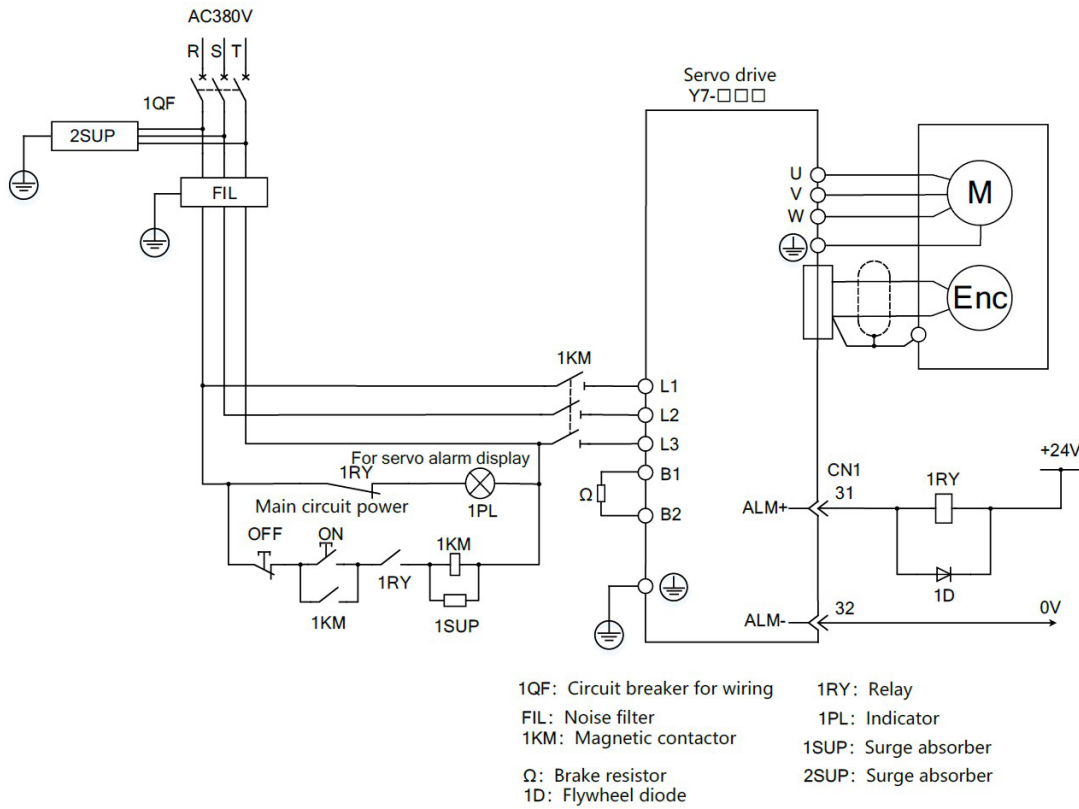 AC380V
R S T
1QF
2SUP
FIL
Servo drive
Y7-□□□
U
V
W
M
Enc
1KM
L1
L2
L3
For servo alarm display
1RY
1PL
Main circuit power
OFF
ON
1KM
1RY
1KM
1SUP
Ω
B1
B2
CN1
+24V
ALM+
31
1RY
1D
ALM-
32
0V
1QF: Circuit breaker for wiring
FIL: Noise filter
1KM: Magnetic contactor
Ω: Brake resistor
1D: Flywheel diode
1RY: Relay
1PL: Indicator
1SUP: Surge absorber
2SUP: Surge absorber